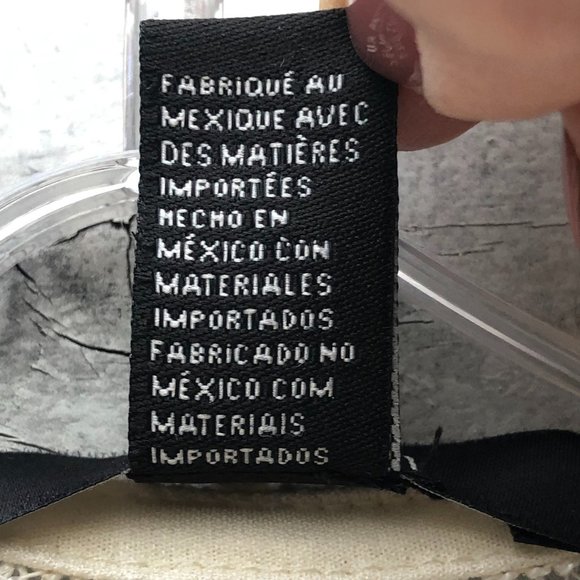 FABRIQUÉ AU
MEXIQUE AVEC
DES MATIÈRES
IMPORTÉES
HECHO EN
MÉXICO CON
MATERIALES
IMPORTADOS
FABRICADO NO
MÉXICO COM
MATERIAIS
IMPORTADOS